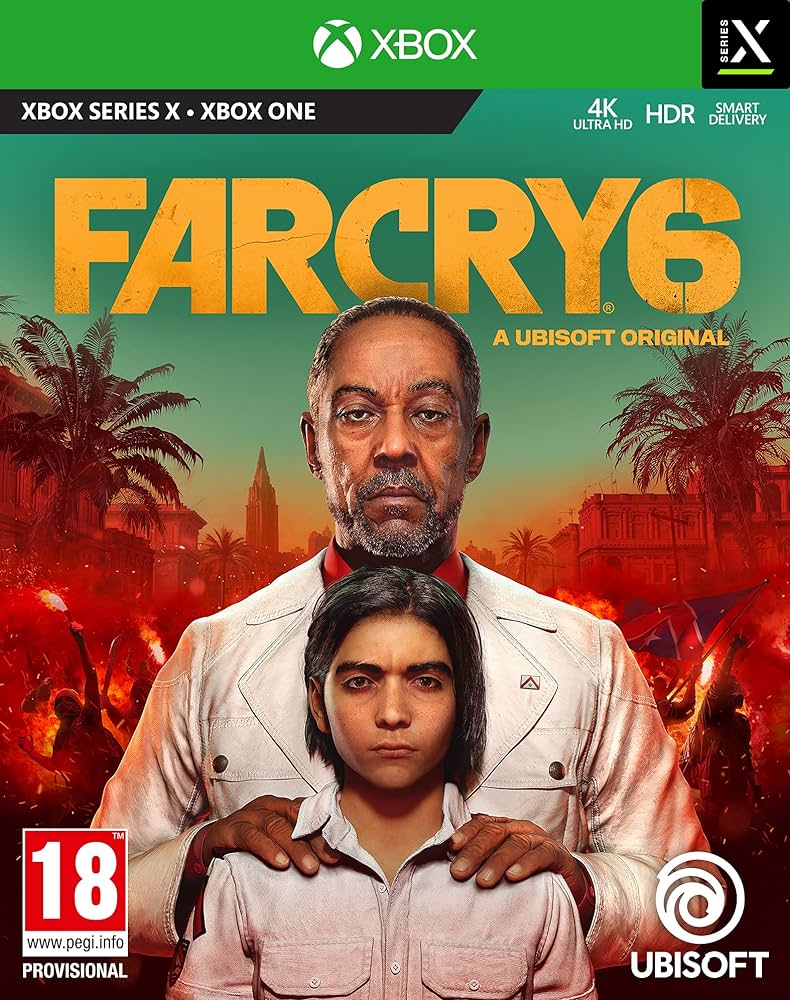 XBOX
SERIES X
XBOX SERIES X • XBOX ONE
4K
ULTRA HD
HDR
SMART
DELIVERY
FARCRY6
®
A UBISOFT ORIGINAL
18
TM
www.pegi.info
PROVISIONAL
UBISOFT